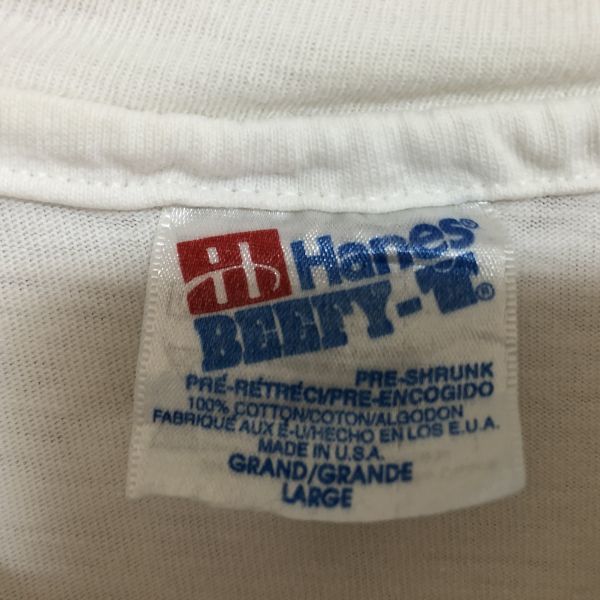 Hanes®
BEEFY-T®
PRE-SHRUNK
PRÉ-RÉTRÉCI/PRE-ENCOGIDO
100% COTTON/COTON/ALGODON
FABRIQUÉ AUX É-U/HECHO EN LOS E.U.A.
MADE IN U.S.A.
GRAND/GRANDE
LARGE